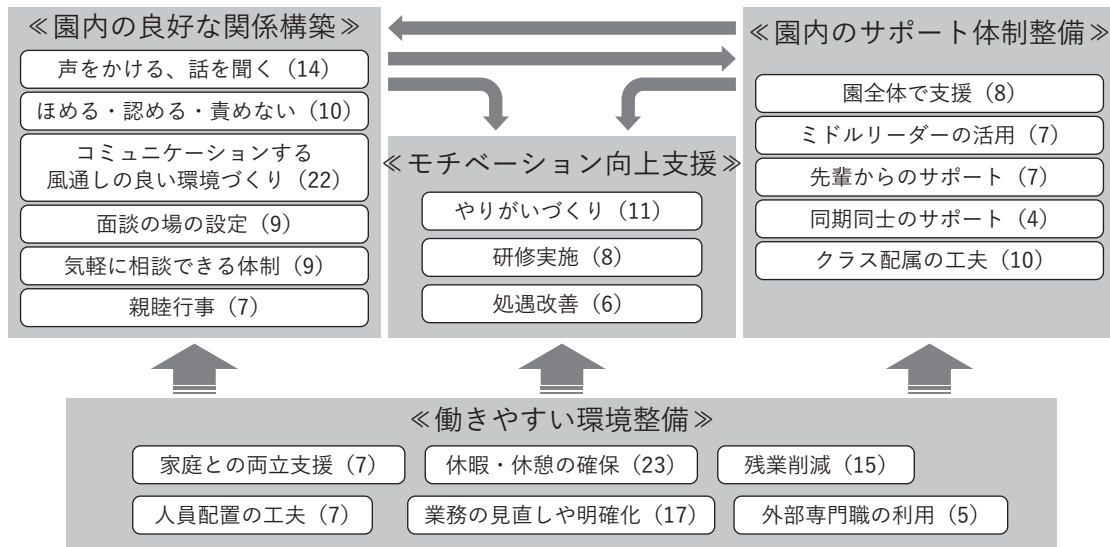 ≪園内の良好な関係構築≫
声をかける、話を聞く（14）
ほめる・認める・責めない（10）
コミュニケーションする
風通しの良い環境づくり（22）
面談の場の設定（9）
気軽に相談できる体制（9）
親睦行事（7）
≪モチベーション向上支援≫
やりがいづくり（11）
研修実施（8）
処遇改善（6）
≪園内のサポート体制整備≫
園全体で支援（8）
ミドルリーダーの活用（7）
先輩からのサポート（7）
同期同士のサポート（4）
クラス配属の工夫（10）
≪働きやすい環境整備≫
家庭との両立支援（7）
休暇・休憩の確保（23）
残業削減（15）
人員配置の工夫（7）
業務の見直しや明確化（17）
外部専門職の利用（5）